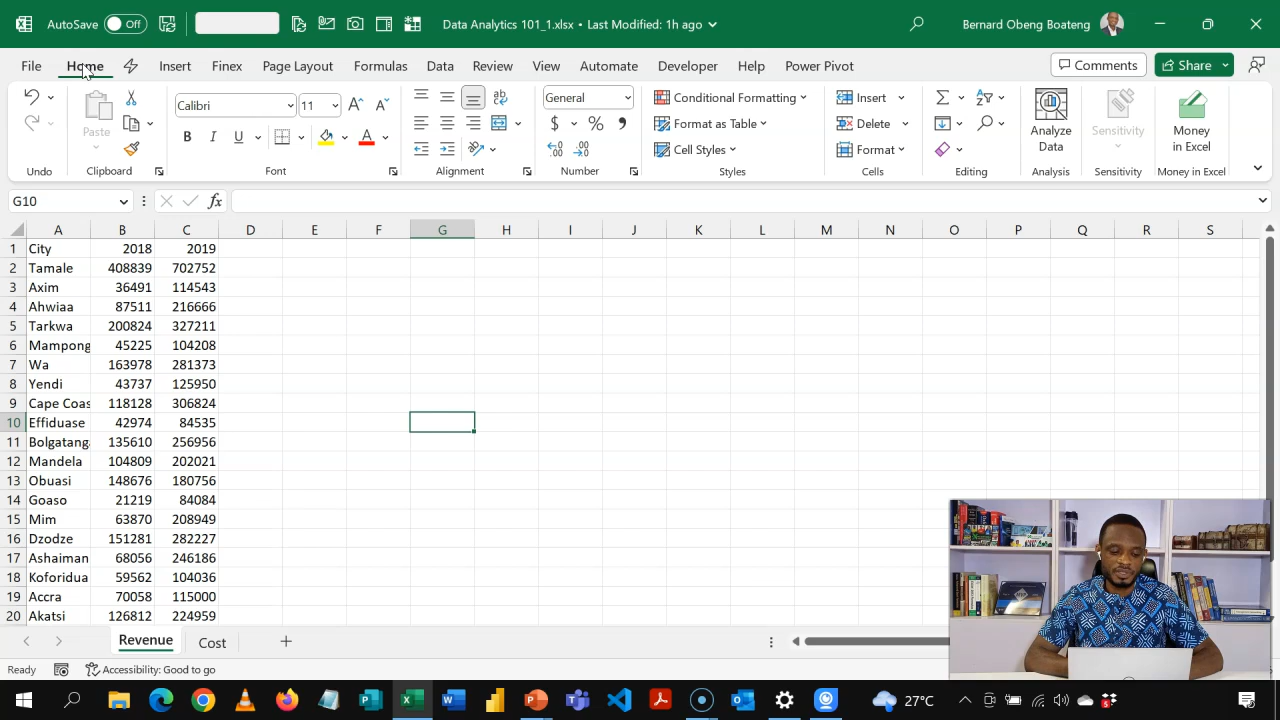 AutoSave Off Data Analytics 101_1.xlsx • Last Modified: 1h ago Bernard Obeng Boateng
File Home Insert Finex Page Layout Formulas Data Review View Automate Developer Help Power Pivot Comments Share
Calibri 11 General Conditional Formatting Insert
Paste Format as Table Delete Analyze Data Sensitivity Money in Excel
Cell Styles Format
Undo Clipboard Font Alignment Number Styles Cells Editing Analysis Sensitivity Money in Excel
G10 fx
A B C D E F G H I J K L M N O P Q R S
1 City 2018 2019
2 Tamale 408839 702752
3 Axim 36491 114543
4 Ahwiaa 87511 216666
5 Tarkwa 200824 327211
6 Mampong 45225 104208
7 Wa 163978 281373
8 Yendi 43737 125950
9 Cape Coas 118128 306824
10 Effiduase 42974 84535
11 Bolgatang 135610 256956
12 Mandela 104809 202021
13 Obuasi 148676 180756
14 Goaso 21219 84084
15 Mim 63870 208949
16 Dzodze 151281 282227
17 Ashaiman 68056 246186
18 Koforidua 59562 104036
19 Accra 70058 115000
20 Akatsi 126812 224959
Revenue Cost
Ready Accessibility: Good to go
27°C